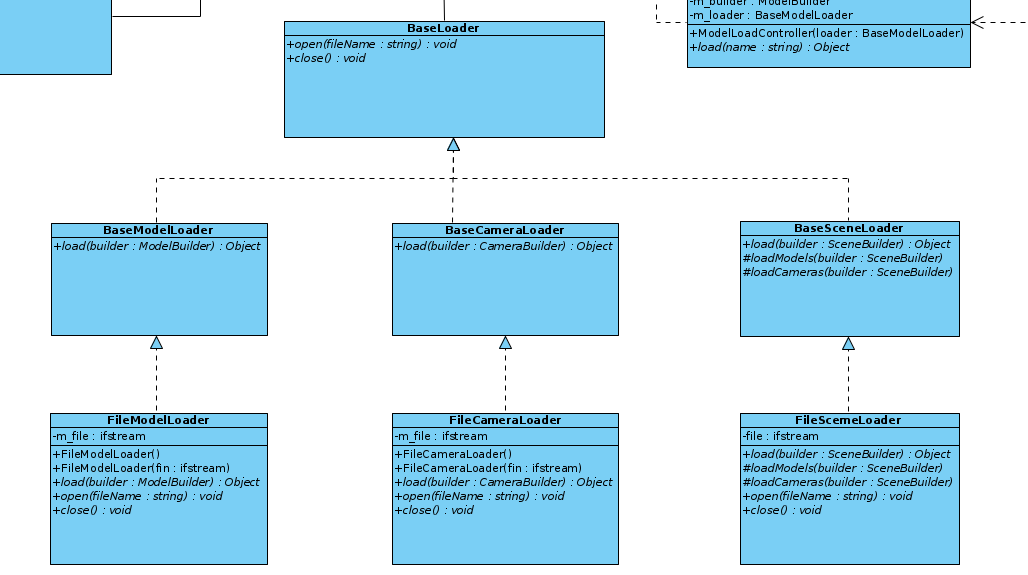 -m_builder : ModelBuilder
-m_loader : BaseModelLoader
+ModelLoadController(loader : BaseModelLoader)
+load(name : string) : Object
BaseLoader
+open(fileName : string) : void
+close() : void
BaseModelLoader
+load(builder : ModelBuilder) : Object
BaseCameraLoader
+load(builder : CameraBuilder) : Object
BaseSceneLoader
+load(builder : SceneBuilder) : Object
#loadModels(builder : SceneBuilder)
#loadCameras(builder : SceneBuilder)
FileModelLoader
-m_file : ifstream
+FileModelLoader()
+FileModelLoader(fin : ifstream)
+load(builder : ModelBuilder) : Object
+open(fileName : string) : void
+close() : void
FileCameraLoader
-m_file : ifstream
+FileCameraLoader()
+FileCameraLoader(fin : ifstream)
+load(builder : CameraBuilder) : Object
+open(fileName : string) : void
+close() : void
FileScemeLoader
-file : ifstream
+load(builder : SceneBuilder) : Object
#loadModels(builder : SceneBuilder)
#loadCameras(builder : SceneBuilder)
+open(fileName : string) : void
+close() : void